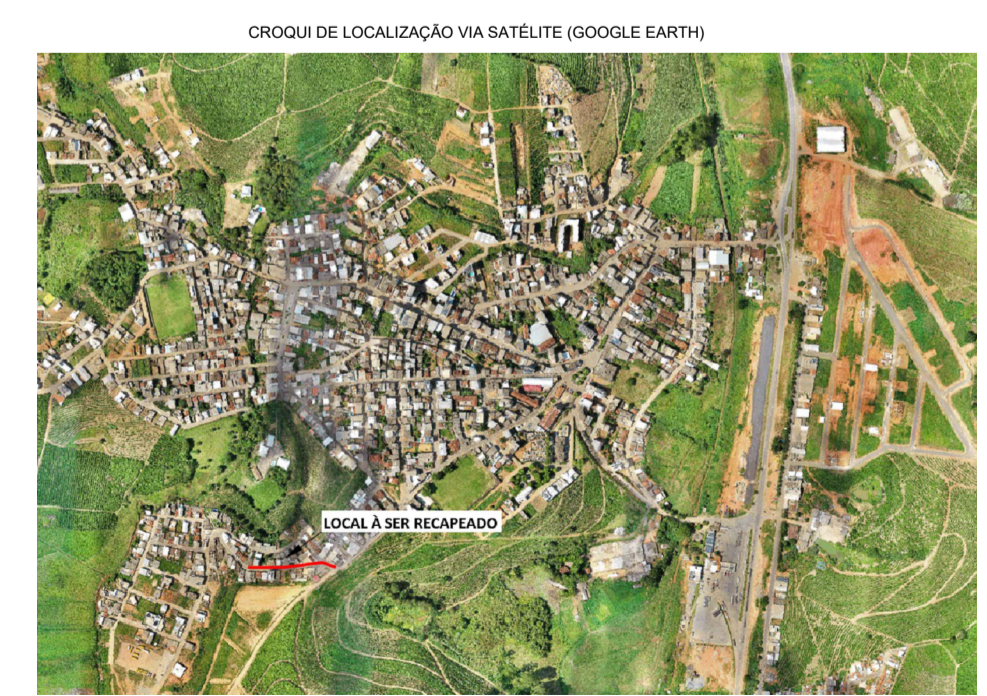 CROQUI DE LOCALIZAÇÃO VIA SATÉLITE (GOOGLE EARTH)
LOCAL À SER RECAPEADO